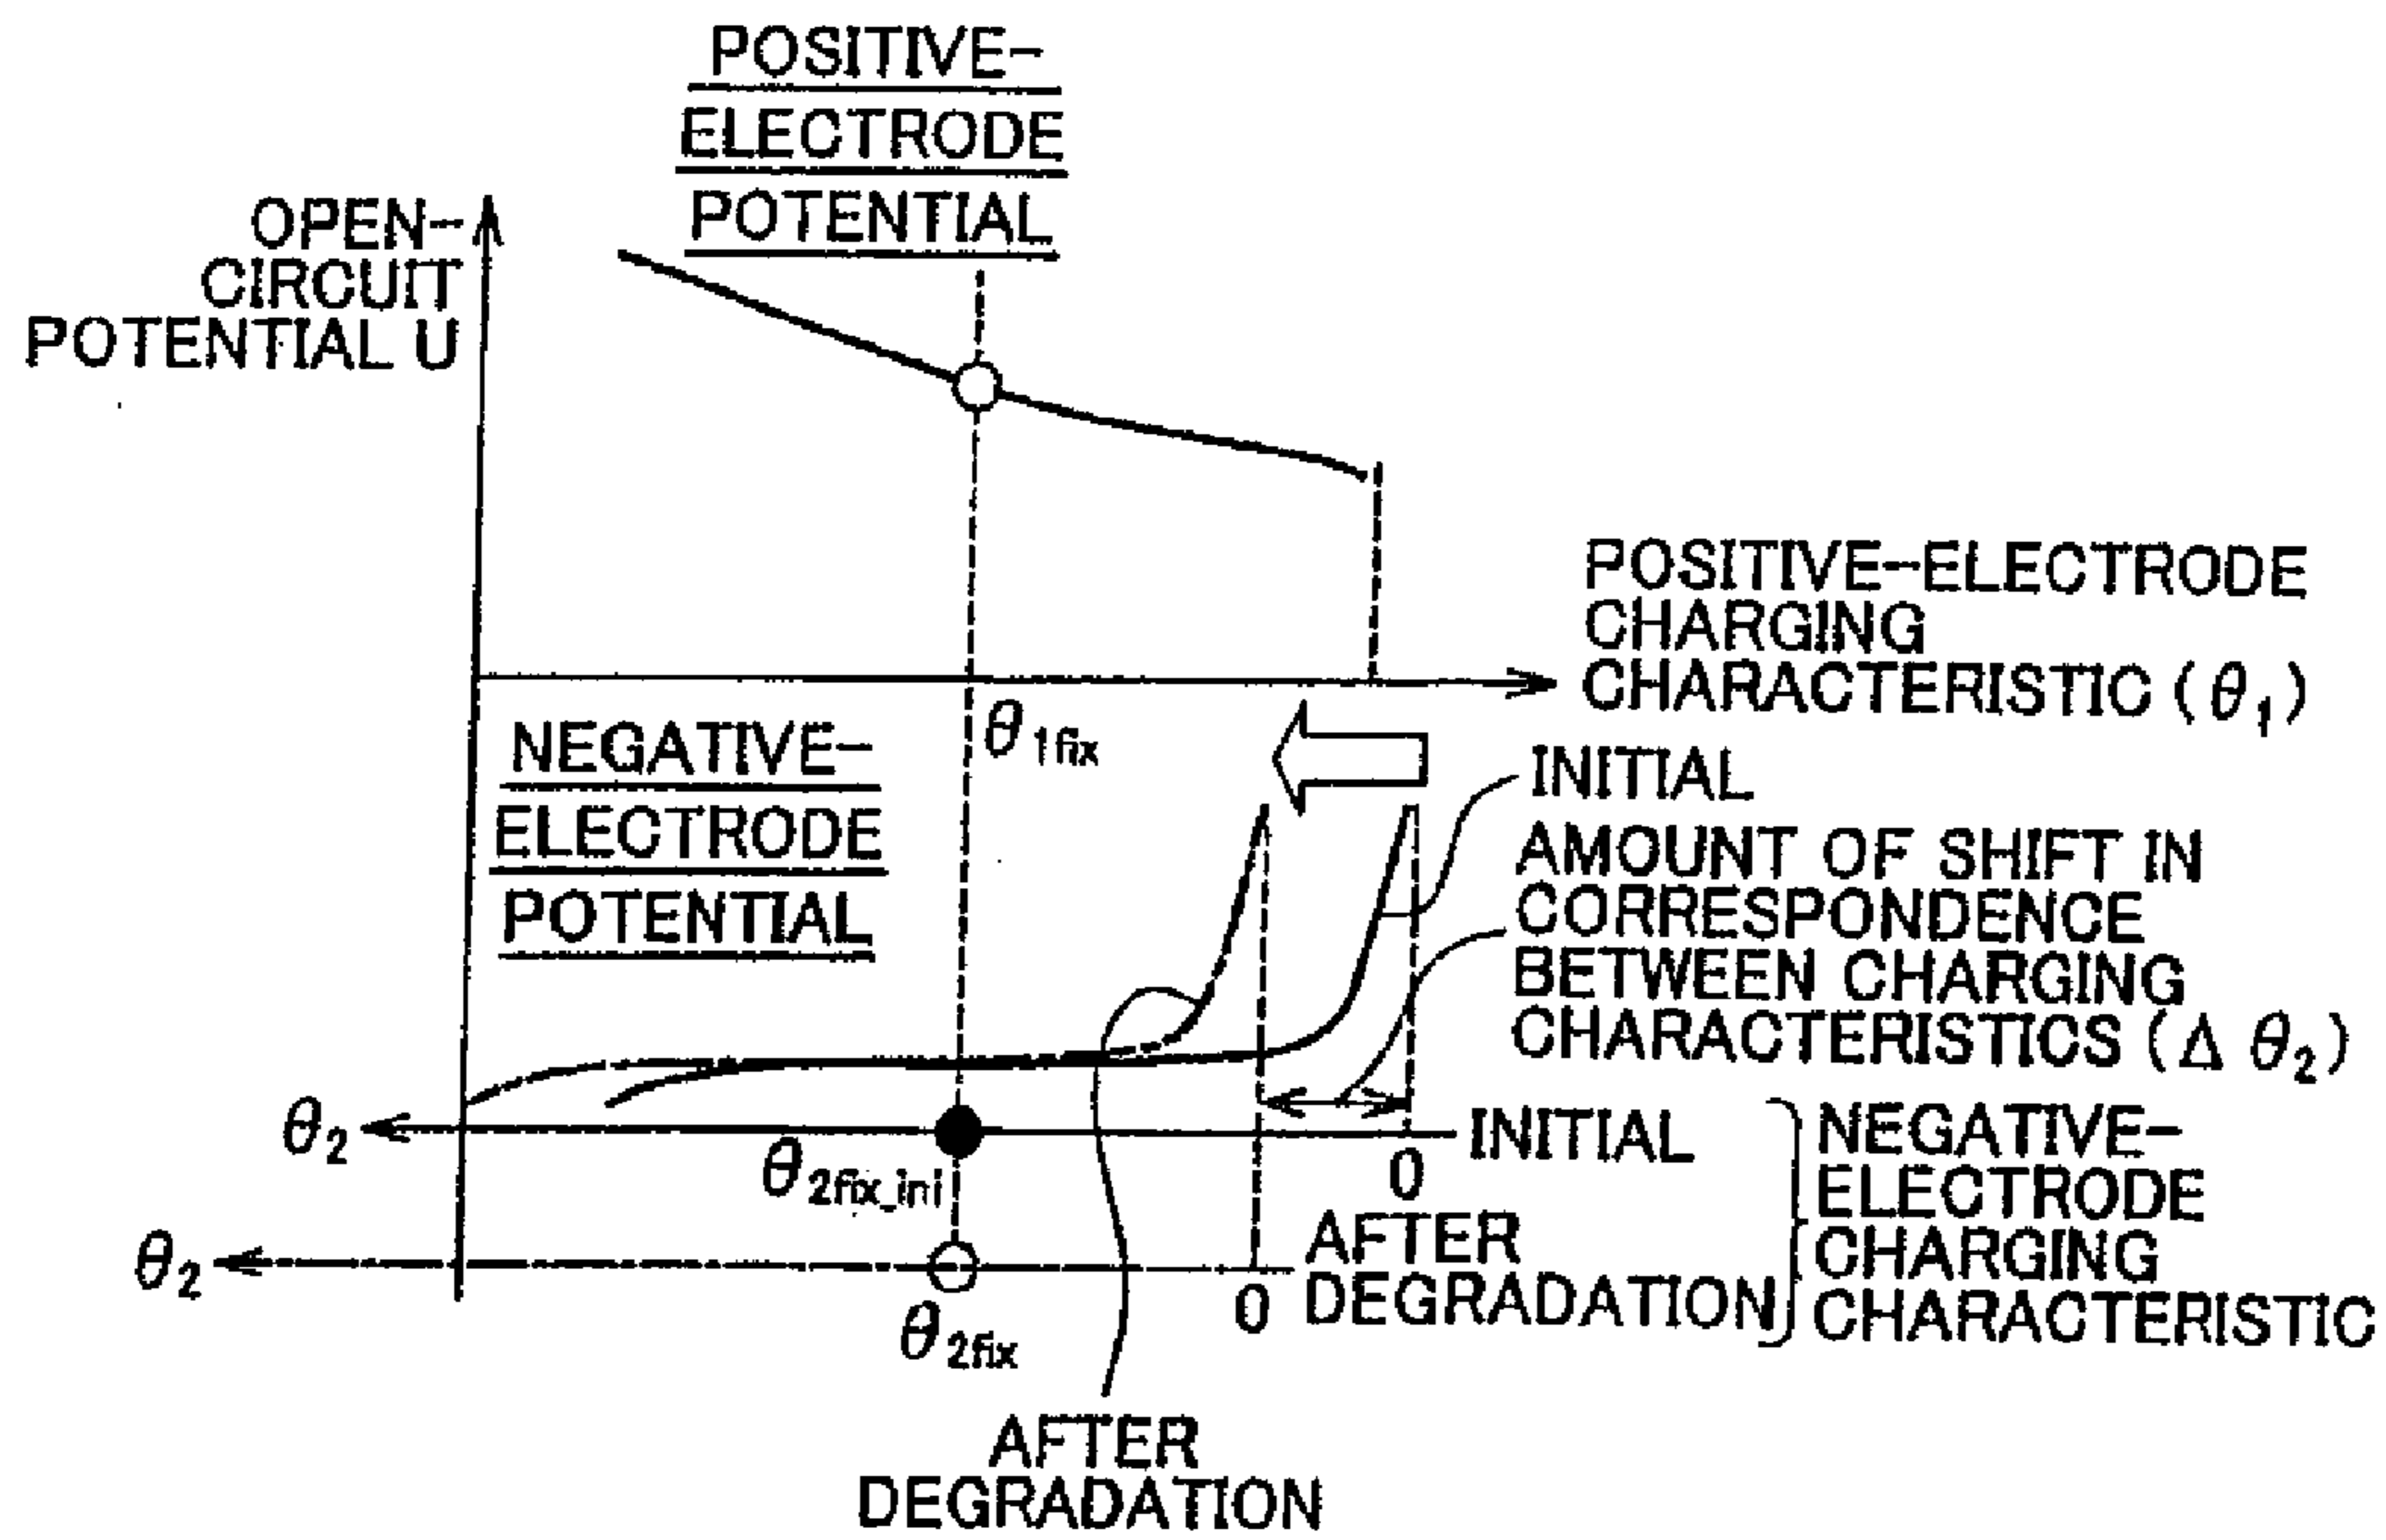 POSITIVE-
ELECTRODE
POTENTIAL
OPEN-
CIRCUIT
POTENTIAL U
POSITIVE-ELECTRODE
CHARGING
CHARACTERISTIC (θ1)
θ1fix
NEGATIVE-
ELECTRODE
POTENTIAL
INITIAL
AMOUNT OF SHIFT IN
CORRESPONDENCE
BETWEEN CHARGING
CHARACTERISTICS (Δ θ2)
θ2
θ2fix_ini
0
INITIAL
NEGATIVE-
ELECTRODE
CHARGING
CHARACTERISTIC
θ2
θ2fix
0
AFTER
DEGRADATION
AFTER
DEGRADATION